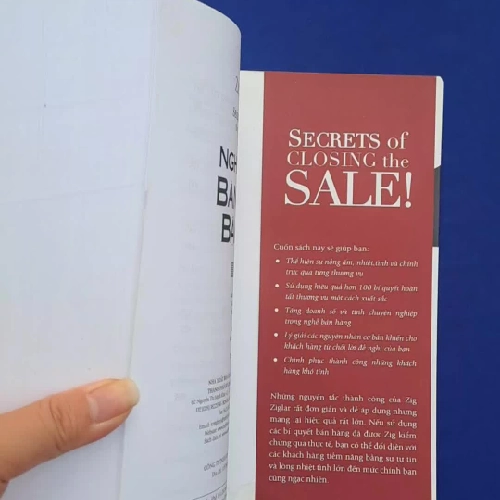 SECRETS of
CLOSING the
SALE!
Cuốn sách này sẽ giúp bạn:
Thể hiện sự nồng ấm, nhiệt tình và chính
trực qua từng thương vụ
Sử dụng hiệu quả hơn 100 bí quyết hoàn
tất thương vụ một cách xuất sắc
Tăng doanh số và tính chuyên nghiệp
trong nghề bán hàng
Lý giải các nguyên nhân cơ bản khiến cho
khách hàng từ chối lời đề nghị của bạn
Chinh phục thành công những khách
hàng khó tính
Những nguyên tắc thành công của Zig
Ziglar rất đơn giản và dễ áp dụng nhưng
mang lại hiệu quả rất lớn. Nếu sử dụng
các bí quyết bán hàng đã được Zig kiểm
chứng qua thực tế, bạn có thể đối diện với
các khách hàng tiềm năng bằng sự tự tin
và lòng nhiệt tình lớn đến mức chính bạn
cũng ngạc nhiên.